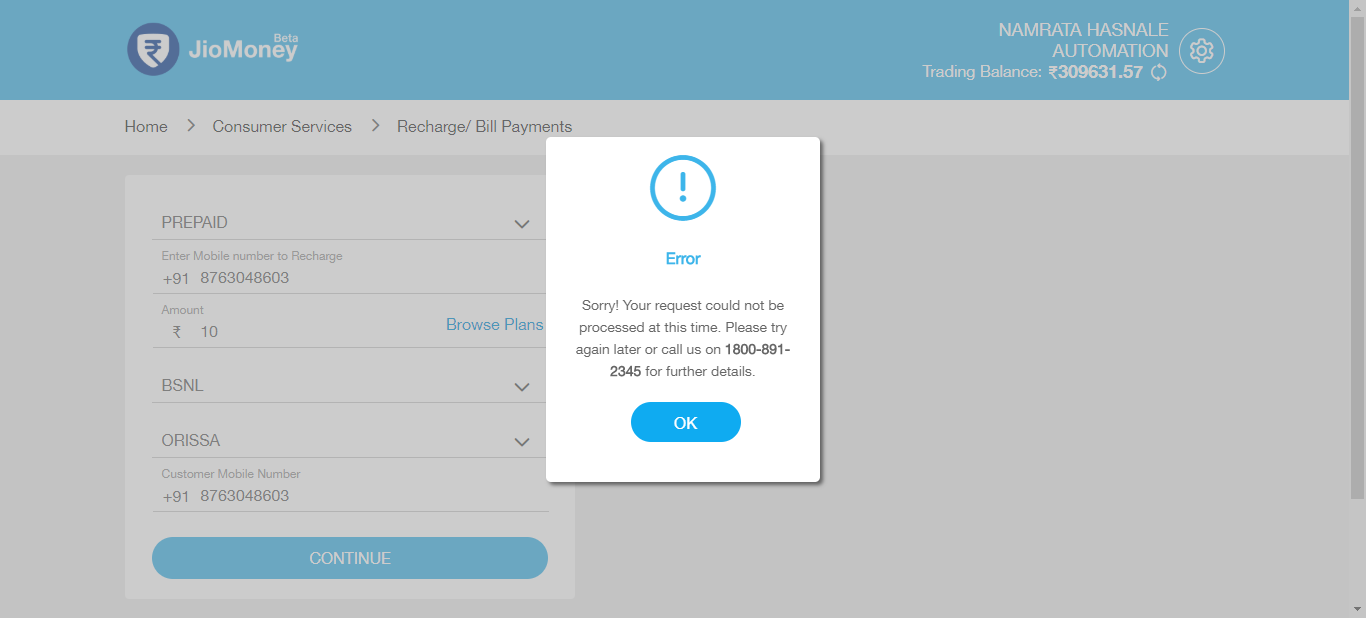 Beta
JioMoney
NAMRATA HASNALE
AUTOMATION
Trading Balance: ₹309631.57
Home > Consumer Services > Recharge/ Bill Payments
PREPAID
Enter Mobile number to Recharge
+91 8763048603
Amount
₹ 10
Browse Plans
BSNL
ORISSA
Customer Mobile Number
+91 8763048603
CONTINUE
!
Error
Sorry! Your request could not be
processed at this time. Please try
again later or call us on 1800-891-
2345 for further details.
OK